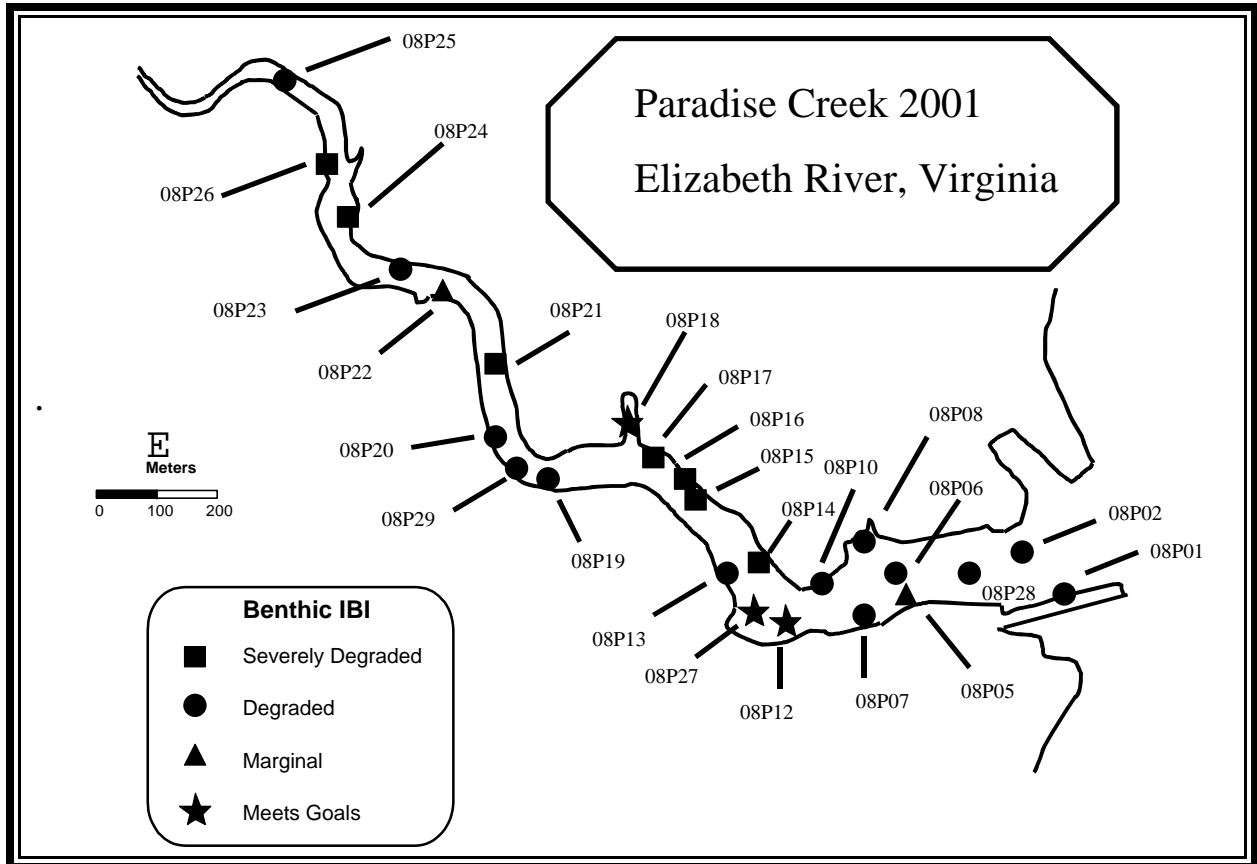 Paradise Creek 2001
Elizabeth River, Virginia
08P25
08P24
08P26
08P23
08P21
08P22
08P18
08P17
08P16
08P15
08P20
08P29
08P19
08P14
08P10
08P08
08P06
08P02
08P01
08P28
08P13
08P27
08P12
08P07
08P05
E
Meters
0 100 200
Benthic IBI
Severely Degraded
Degraded
Marginal
Meets Goals